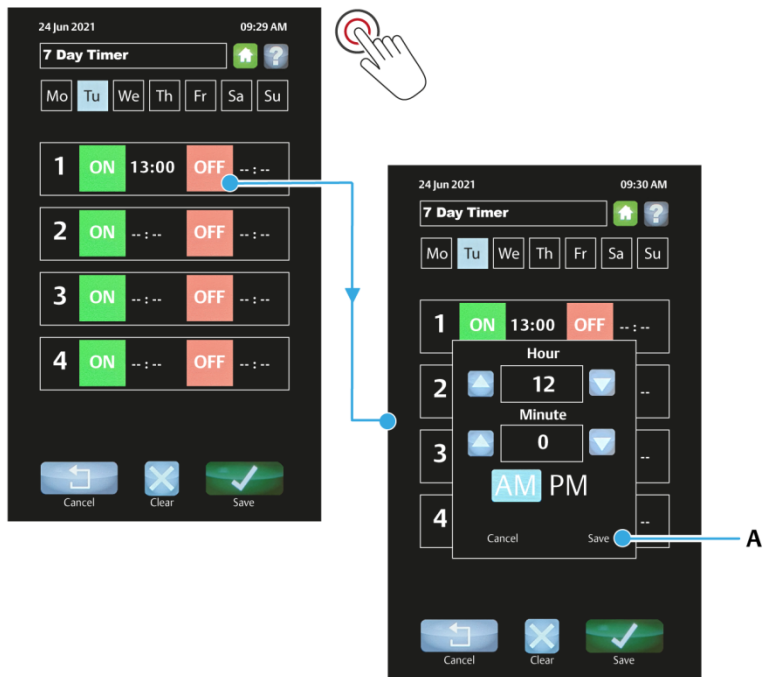 24 Jun 2021 09:29 AM
7 Day Timer ?
Mo Tu We Th Fr Sa Su
1 ON 13:00 OFF --:--
2 ON --:-- OFF --:--
3 ON --:-- OFF --:--
4 ON --:-- OFF --:--
Cancel Clear Save
24 Jun 2021 09:30 AM
7 Day Timer ?
Mo Tu We Th Fr Sa Su
1 ON 13:00 OFF --:--
Hour
2 12 --
Minute
3 0 --
AM PM
4 --
Cancel Save
A
Cancel Clear Save